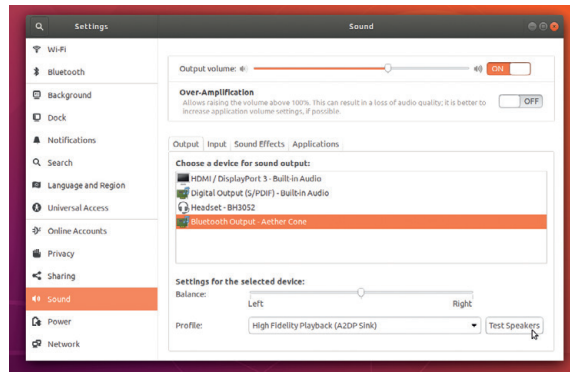 Settings
Sound
Wi-Fi
Bluetooth
Background
Dock
Notifications
Search
Language and Region
Universal Access
Online Accounts
Privacy
Sharing
Sound
Power
Network
Output volume:
ON
Over-Amplification
Allows raising the volume above 100%. This can result in a loss of audio quality; it is better to
increase application volume settings, if possible.
OFF
Output Input Sound Effects Applications
Choose a device for sound output:
HDMI / DisplayPort 3 - Built-in Audio
Digital Output (S/PDIF) - Built-in Audio
Headset - BH3052
Bluetooth Output - Aether Cone
Settings for the selected device:
Balance:
Left Right
Profile: High Fidelity Playback (A2DP Sink) Test Speakers